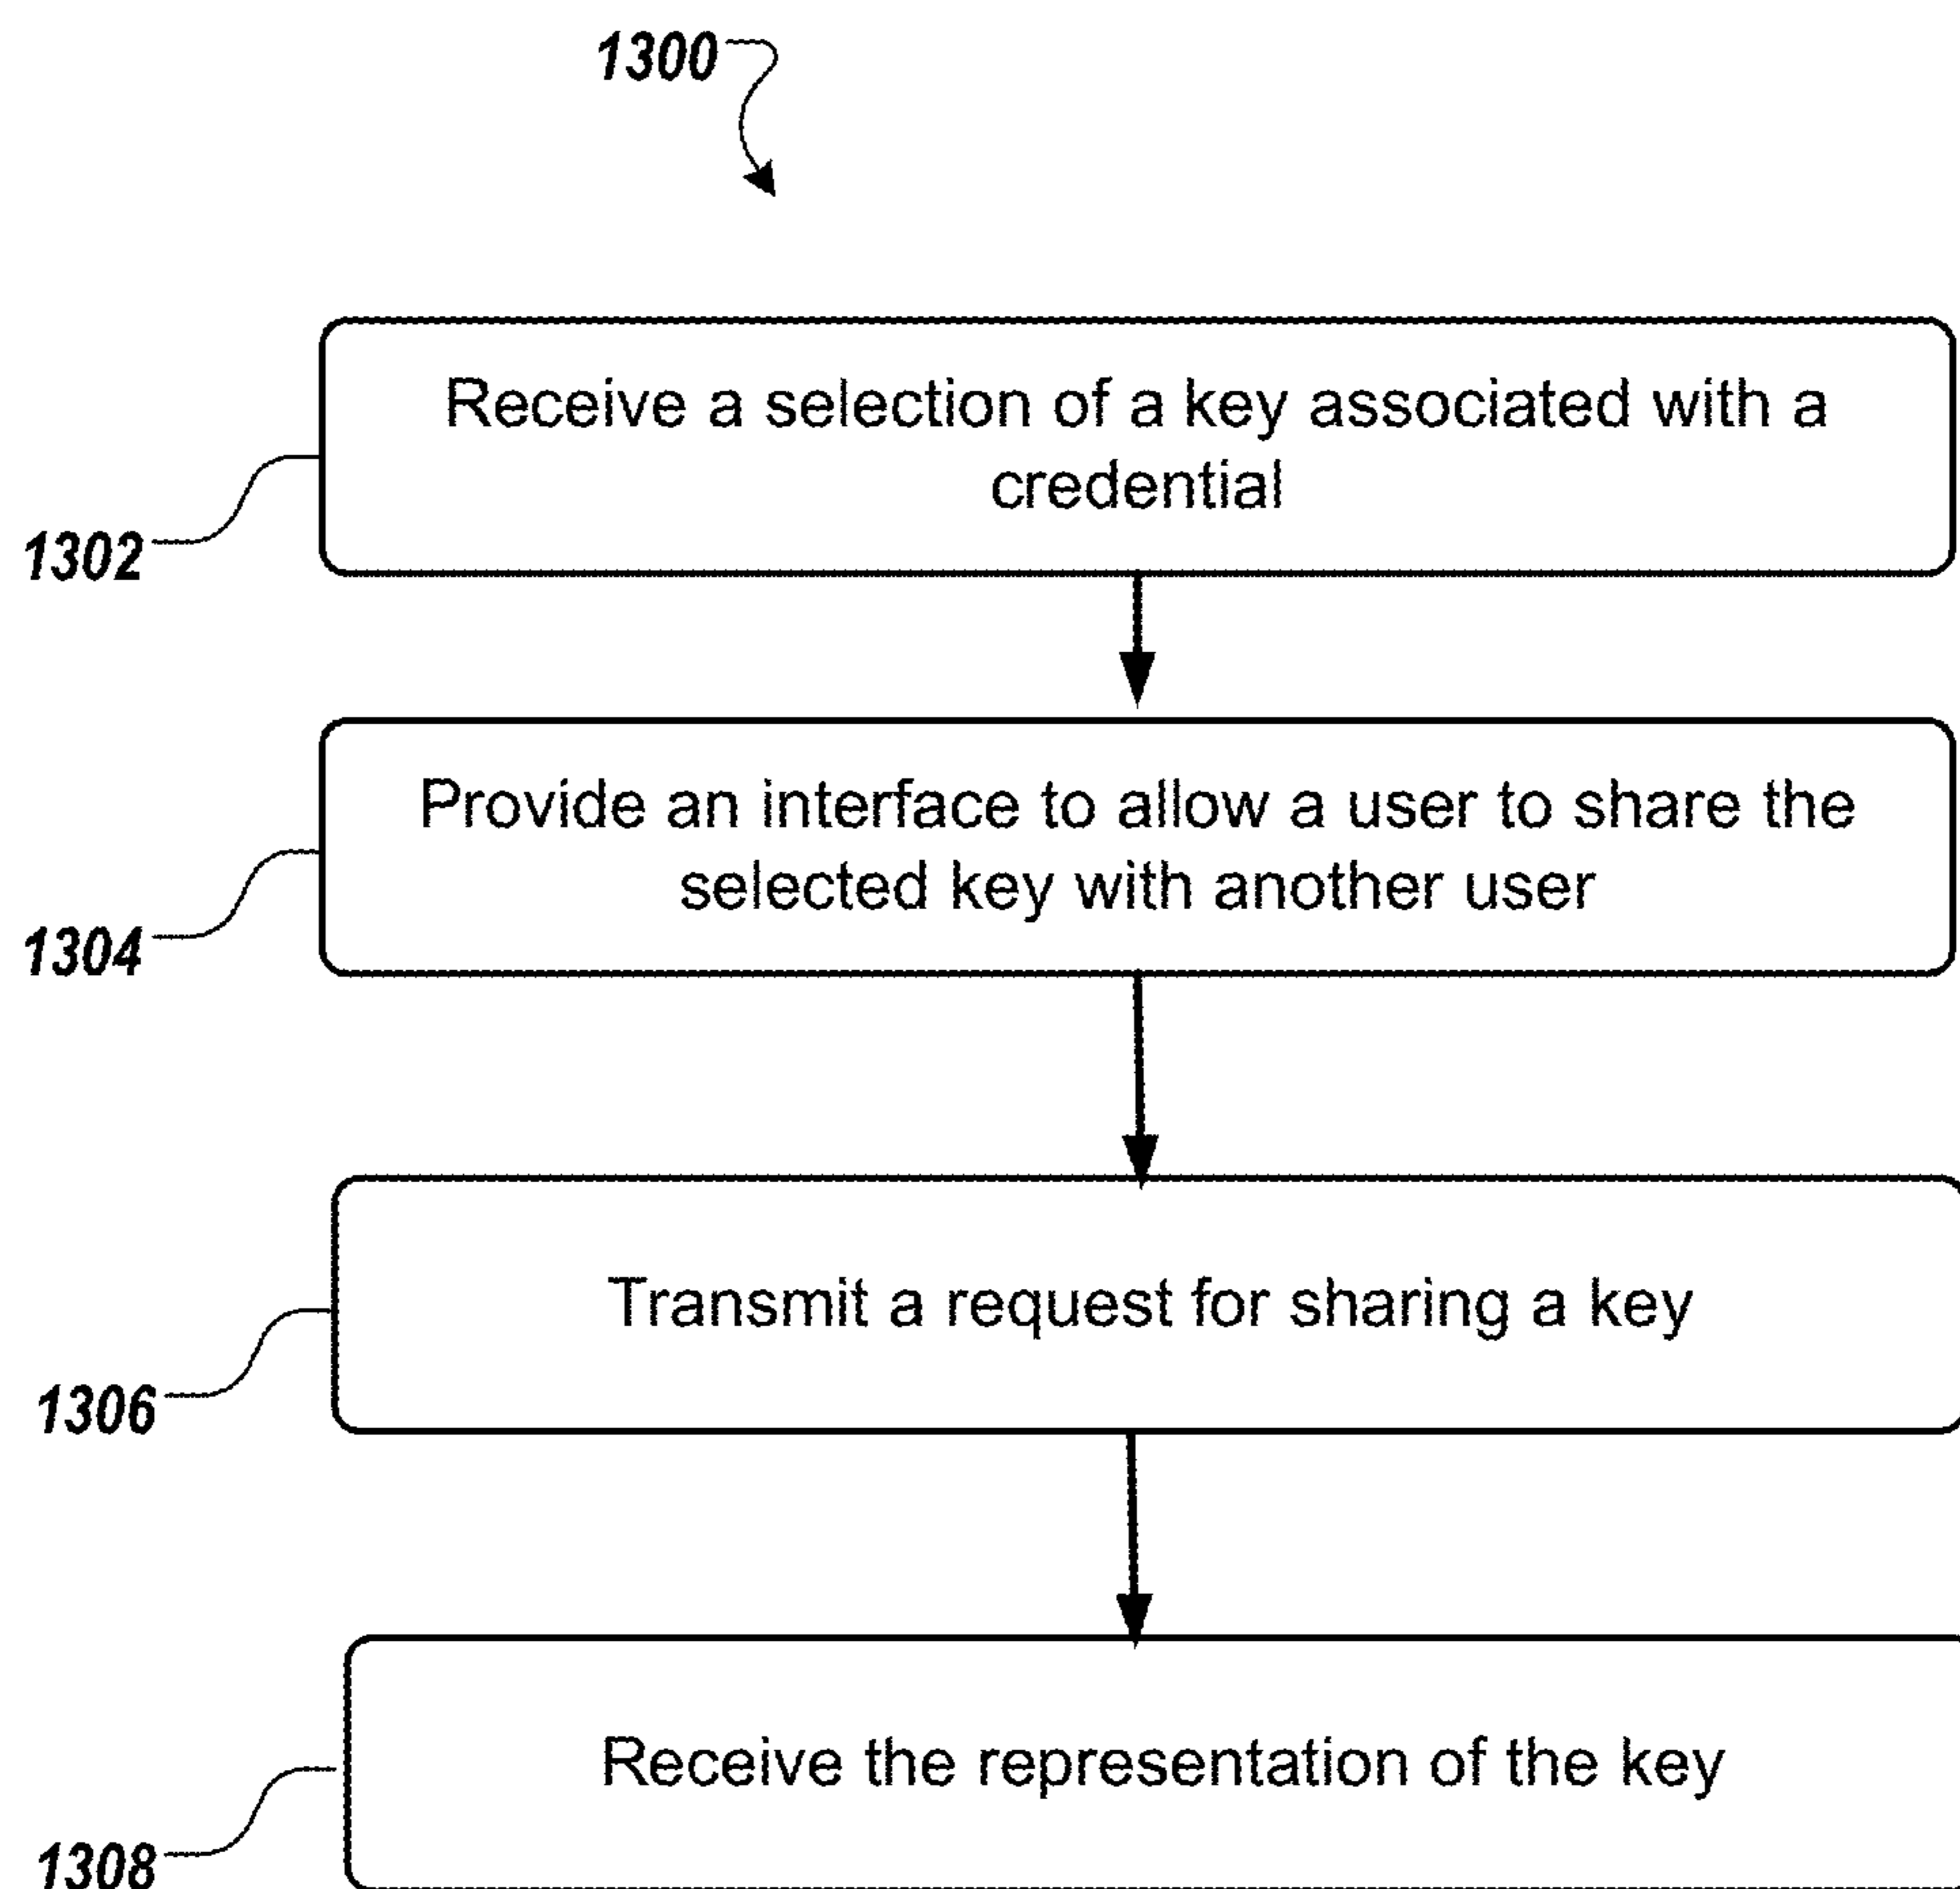 1300
Receive a selection of a key associated with a
credential
1302
Provide an interface to allow a user to share the
selected key with another user
1304
Transmit a request for sharing a key
1306
Receive the representation of the key
1308